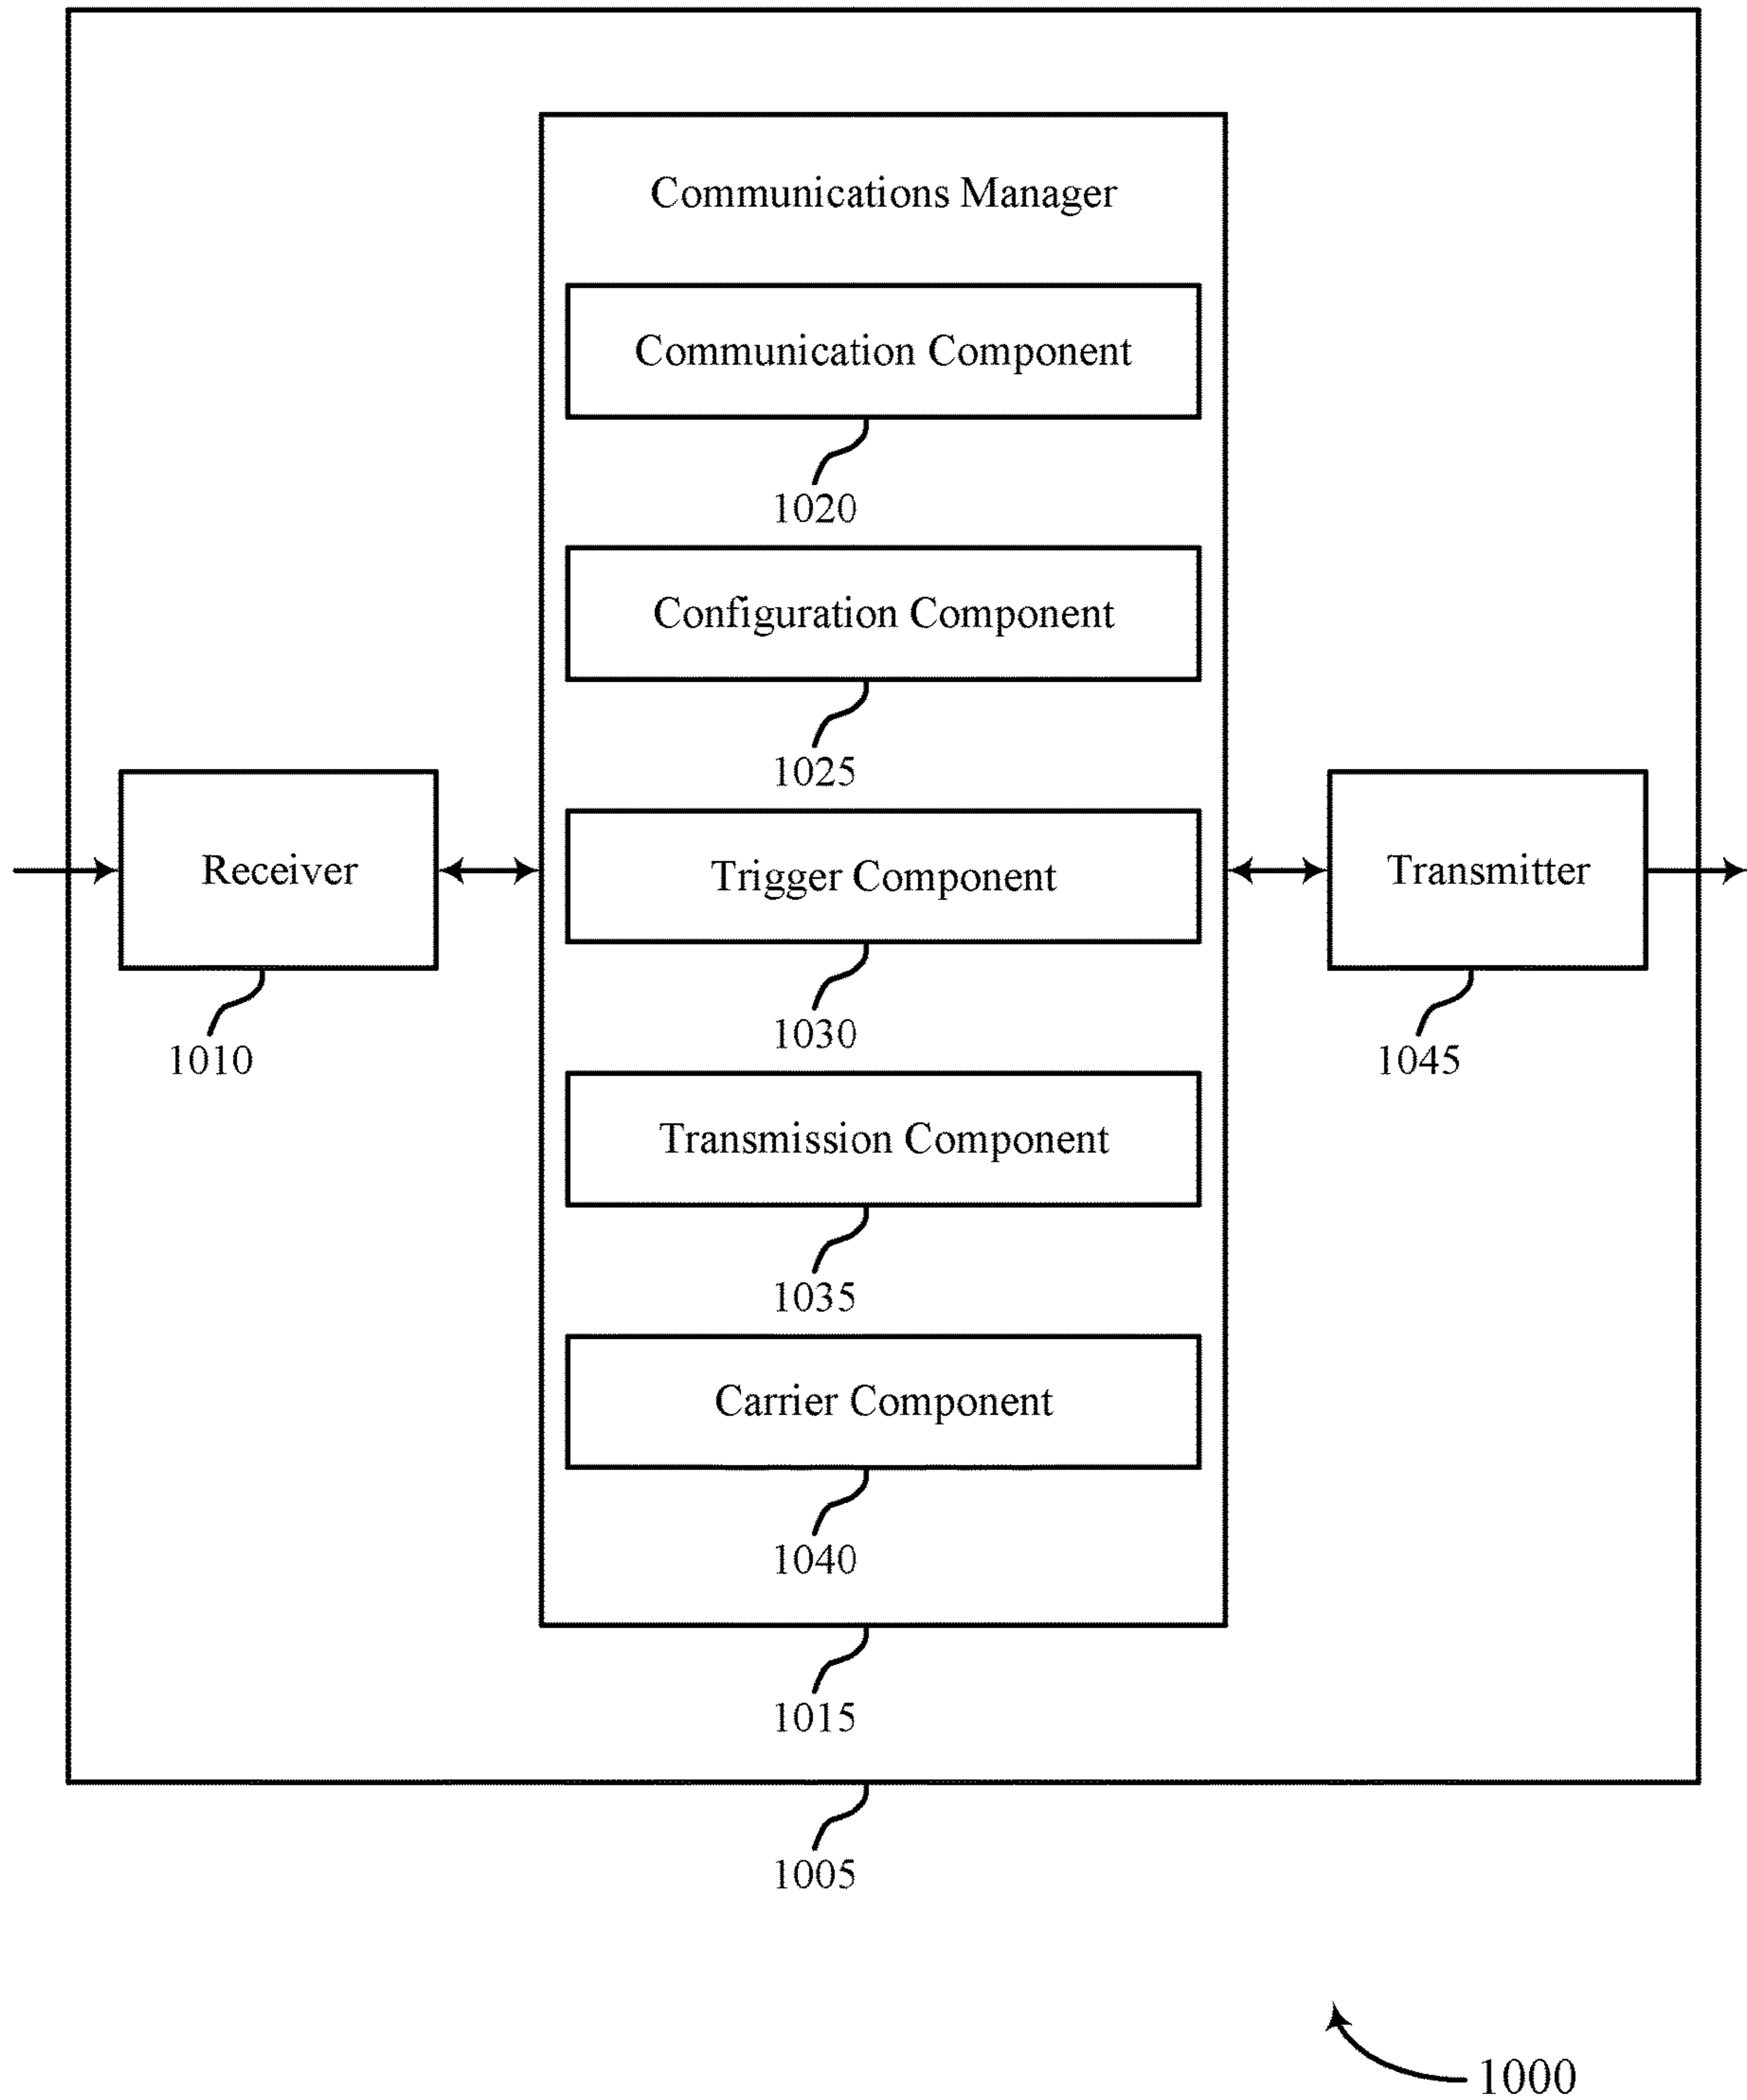 Communications Manager
Communication Component
1020
Configuration Component
1025
Receiver
1010
Trigger Component
1030
Transmitter
1045
Transmission Component
1035
Carrier Component
1040
1015
1005
1000